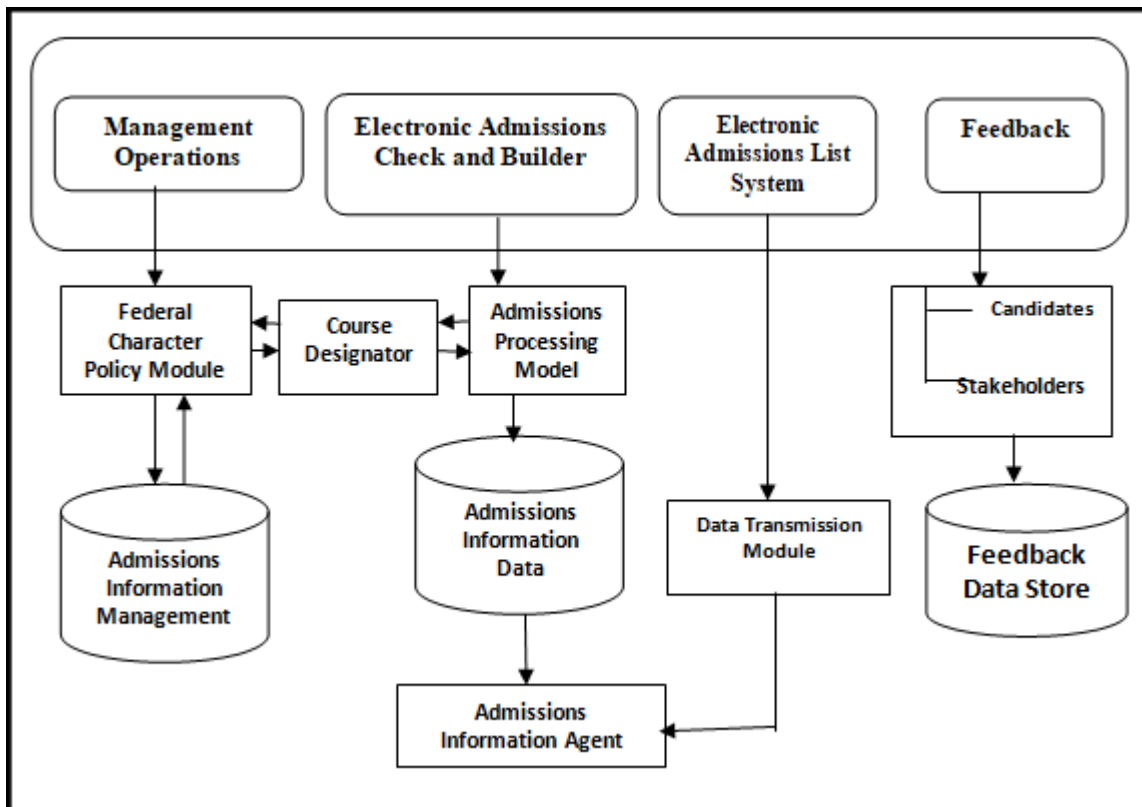 Management
Operations
Electronic Admissions
Check and Builder
Electronic
Admissions List
System
Feedback
Federal
Character
Policy Module
Course
Designator
Admissions
Processing
Model
Candidates
Stakeholders
Admissions
Information
Management
Admissions
Information
Data
Data Transmission
Module
Feedback
Data Store
Admissions
Information Agent